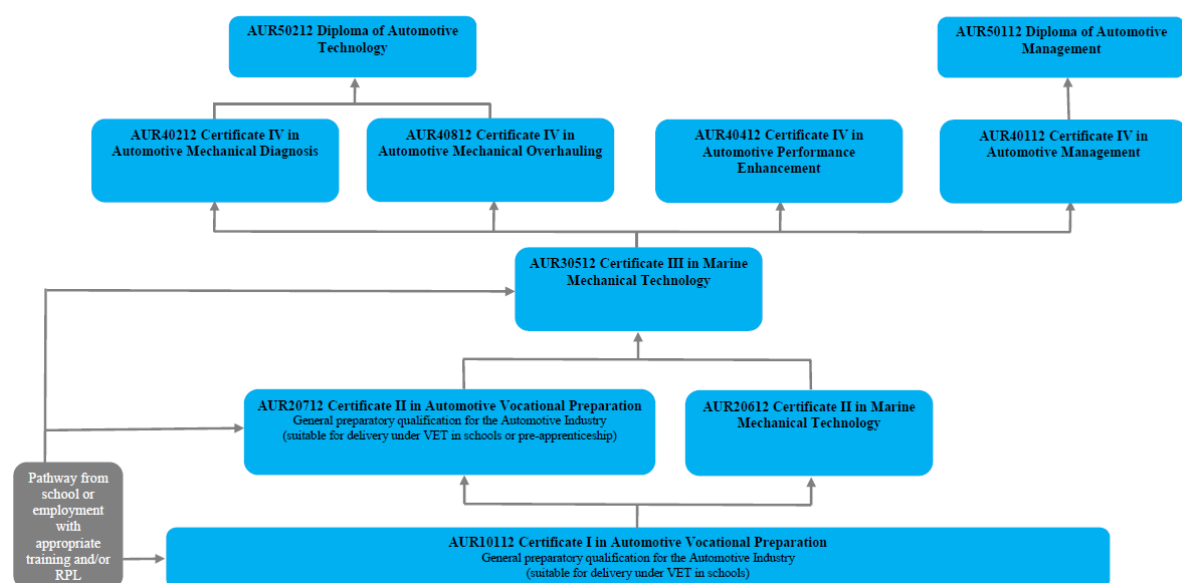 AUR50212 Diploma of Automotive
Technology
AUR50112 Diploma of Automotive
Management
AUR40212 Certificate IV in
Automotive Mechanical Diagnosis
AUR40812 Certificate IV in
Automotive Mechanical Overhauling
AUR40412 Certificate IV in
Automotive Performance
Enhancement
AUR40112 Certificate IV in
Automotive Management
AUR30512 Certificate III in Marine
Mechanical Technology
AUR20712 Certificate II in Automotive Vocational Preparation
General preparatory qualification for the Automotive Industry
(suitable for delivery under VET in schools or pre-apprenticeship)
AUR20612 Certificate II in Marine
Mechanical Technology
Pathway from
school or
employment
with
appropriate
training and/or
RPL
AUR10112 Certificate I in Automotive Vocational Preparation
General preparatory qualification for the Automotive Industry
(suitable for delivery under VET in schools)